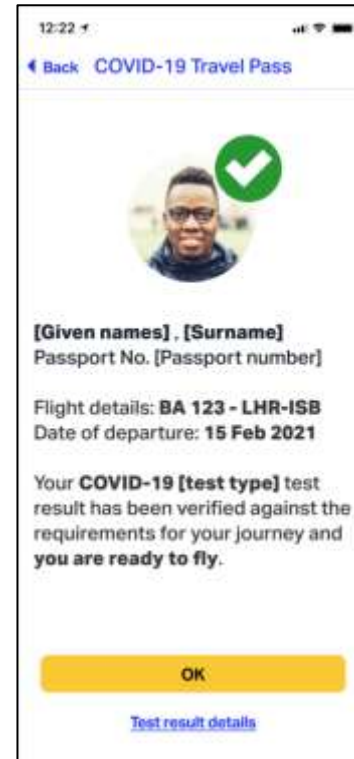 12:22
Back COVID-19 Travel Pass
[Given names] , [Surname]
Passport No. [Passport number]
Flight details: BA 123 - LHR-ISB
Date of departure: 15 Feb 2021
Your COVID-19 [test type] test
result has been verified against the
requirements for your journey and
you are ready to fly.
OK
Test result details